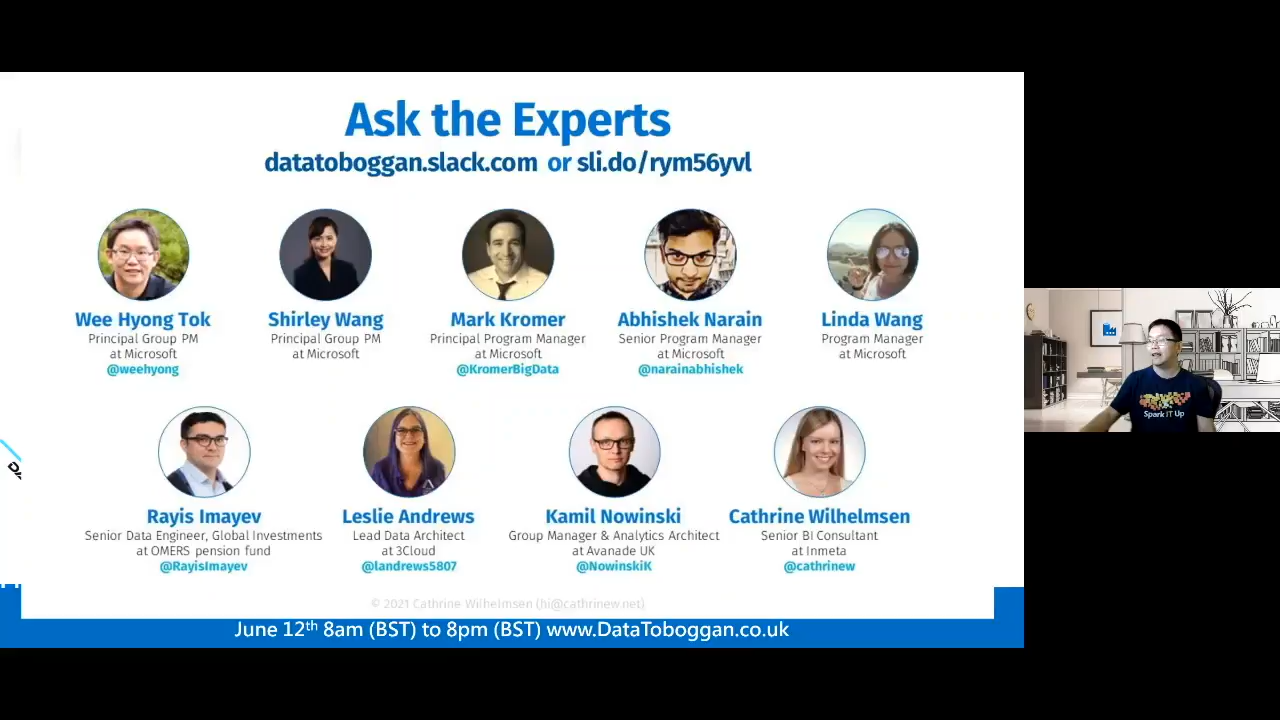 Ask the Experts
datatoboggan.slack.com or sli.do/rym56yvl
Wee Hyong Tok
Principal Group PM
at Microsoft
@weehyong
Shirley Wang
Principal Group PM
at Microsoft
Mark Kromer
Principal Program Manager
at Microsoft
@KromerBigData
Abhishek Narain
Senior Program Manager
at Microsoft
@narainabhishek
Linda Wang
Program Manager
at Microsoft
Rayis Imayev
Senior Data Engineer, Global Investments
at OMERS pension fund
@RayisImayev
Leslie Andrews
Lead Data Architect
at 3Cloud
@landrews5807
Kamil Nowinski
Group Manager & Analytics Architect
at Avanade UK
@NowinskiK
Cathrine Wilhelmsen
Senior BI Consultant
at Inmeta
@cathrinew
© 2021 Cathrine Wilhelmsen (hi@cathrinew.net)
June 12th 8am (BST) to 8pm (BST) www.DataToboggan.co.uk
Spark IT Up